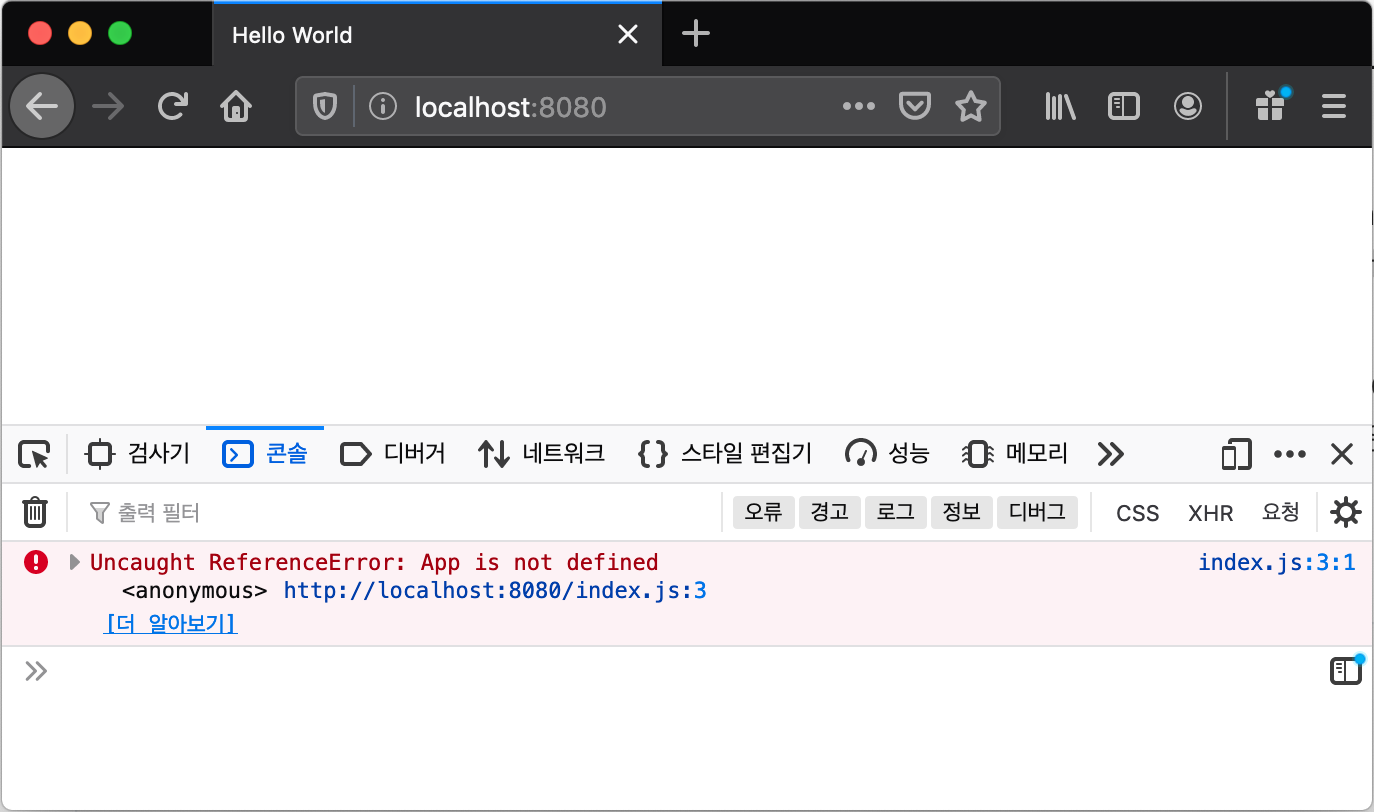 Hello World
localhost:8080
검사기 콘솔 디버거 네트워크 스타일 편집기 성능 메모리
출력 필터 오류 경고 로그 정보 디버그 CSS XHR 요청
Uncaught ReferenceError: App is not defined index.js:3:1
<anonymous> http://localhost:8080/index.js:3
[더 알아보기]